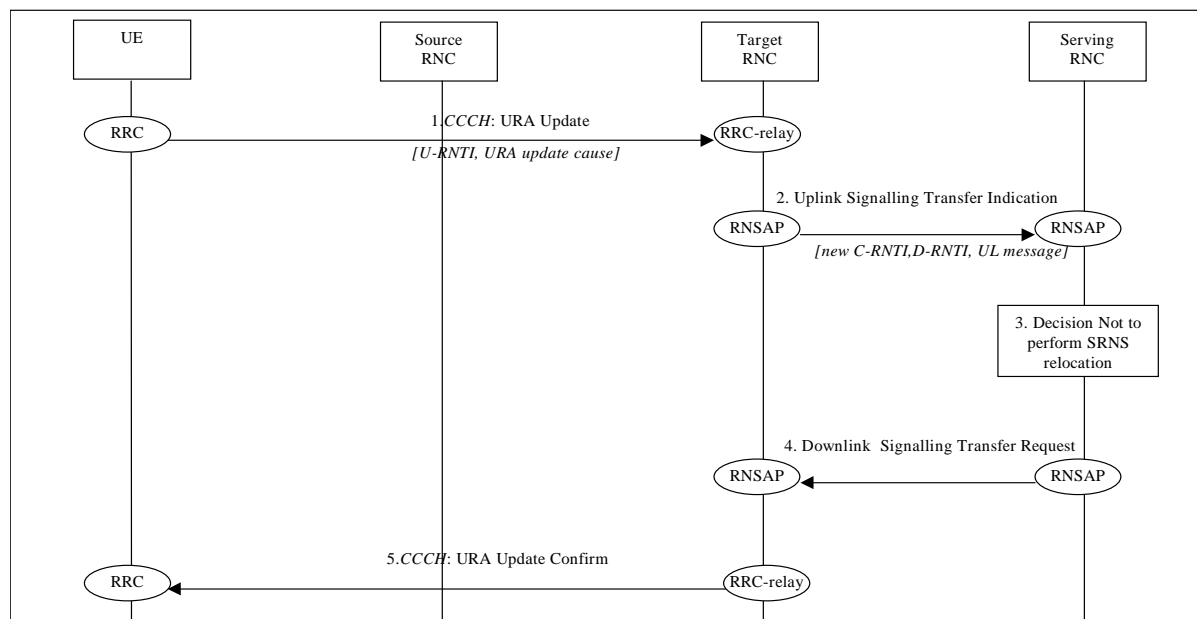 UE
Source
RNC
Target
RNC
Serving
RNC
1.CCCH: URA Update
RRC
RRC-relay
[U-RNTI, URA update cause]
2. Uplink Signalling Transfer Indication
RNSAP
RNSAP
[new C-RNTI,D-RNTI, UL message]
3. Decision Not to
perform SRNS
relocation
4. Downlink Signalling Transfer Request
RNSAP
RNSAP
5.CCCH: URA Update Confirm
RRC
RRC-relay